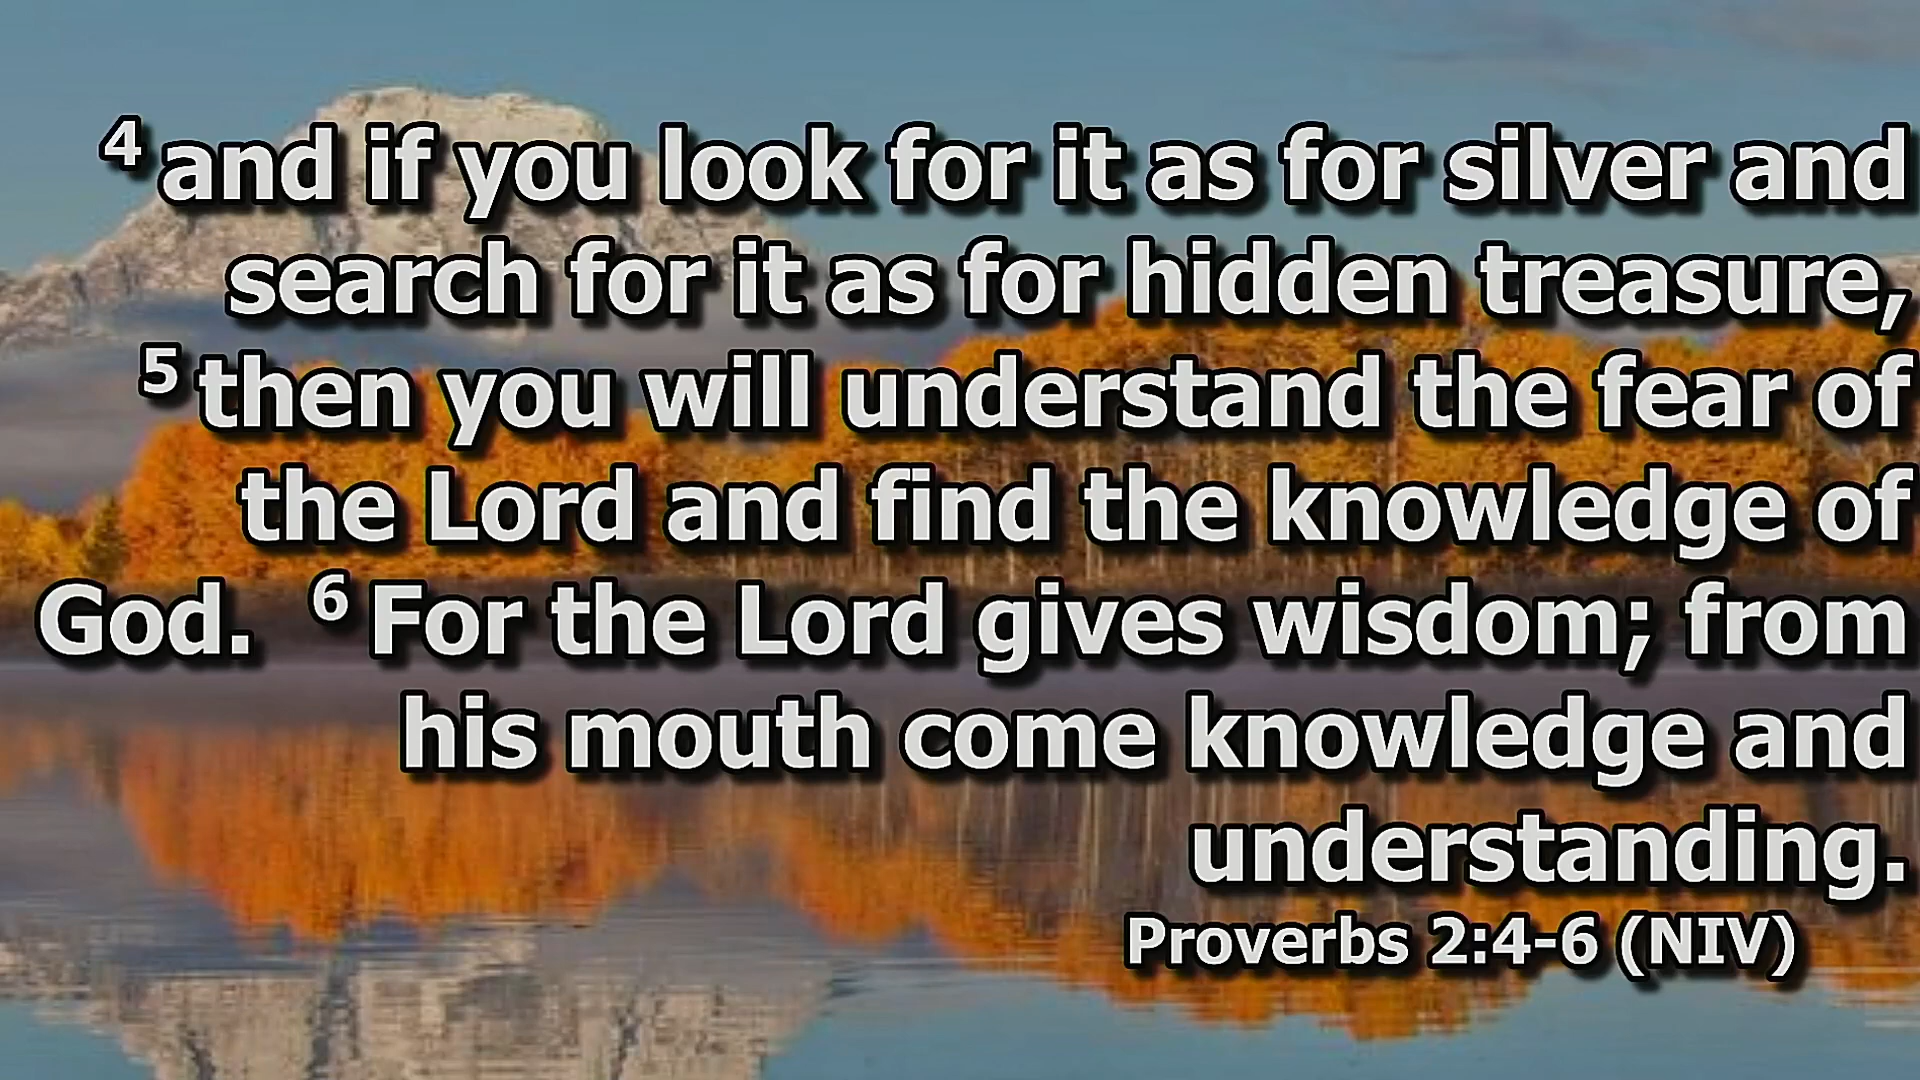 4 and if you look for it as for silver and
search for it as for hidden treasure,
5 then you will understand the fear of
the Lord and find the knowledge of
God. 6 For the Lord gives wisdom; from
his mouth come knowledge and
understanding.
Proverbs 2:4-6 (NIV)